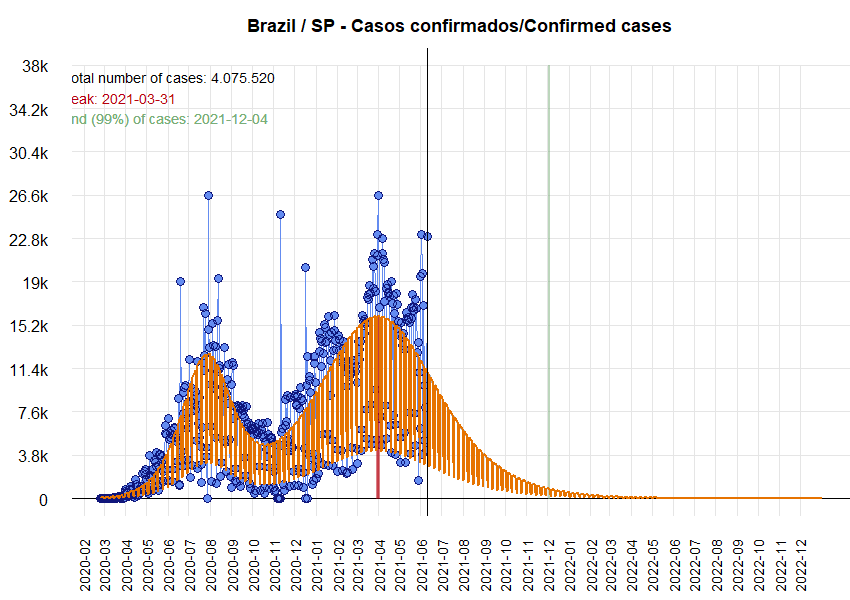 Brazil / SP - Casos confirmados/Confirmed cases
38k
otal number of cases: 4.075.520
eak: 2021-03-31
34.2k
nd (99%) of cases: 2021-12-04
30.4k
26.6k
22.8k
19k
15.2k
11.4k
7.6k
3.8k
0
2020-02
2020-03
2020-04
2020-05
2020-06
2020-07
2020-08
2020-09
2020-10
2020-11
2020-12
2021-01
2021-02
2021-03
2021-04
2021-05
2021-06
2021-07
2021-08
2021-09
2021-10
2021-11
2021-12
2022-01
2022-02
2022-03
2022-04
2022-05
2022-06
2022-07
2022-08
2022-09
2022-10
2022-11
2022-12